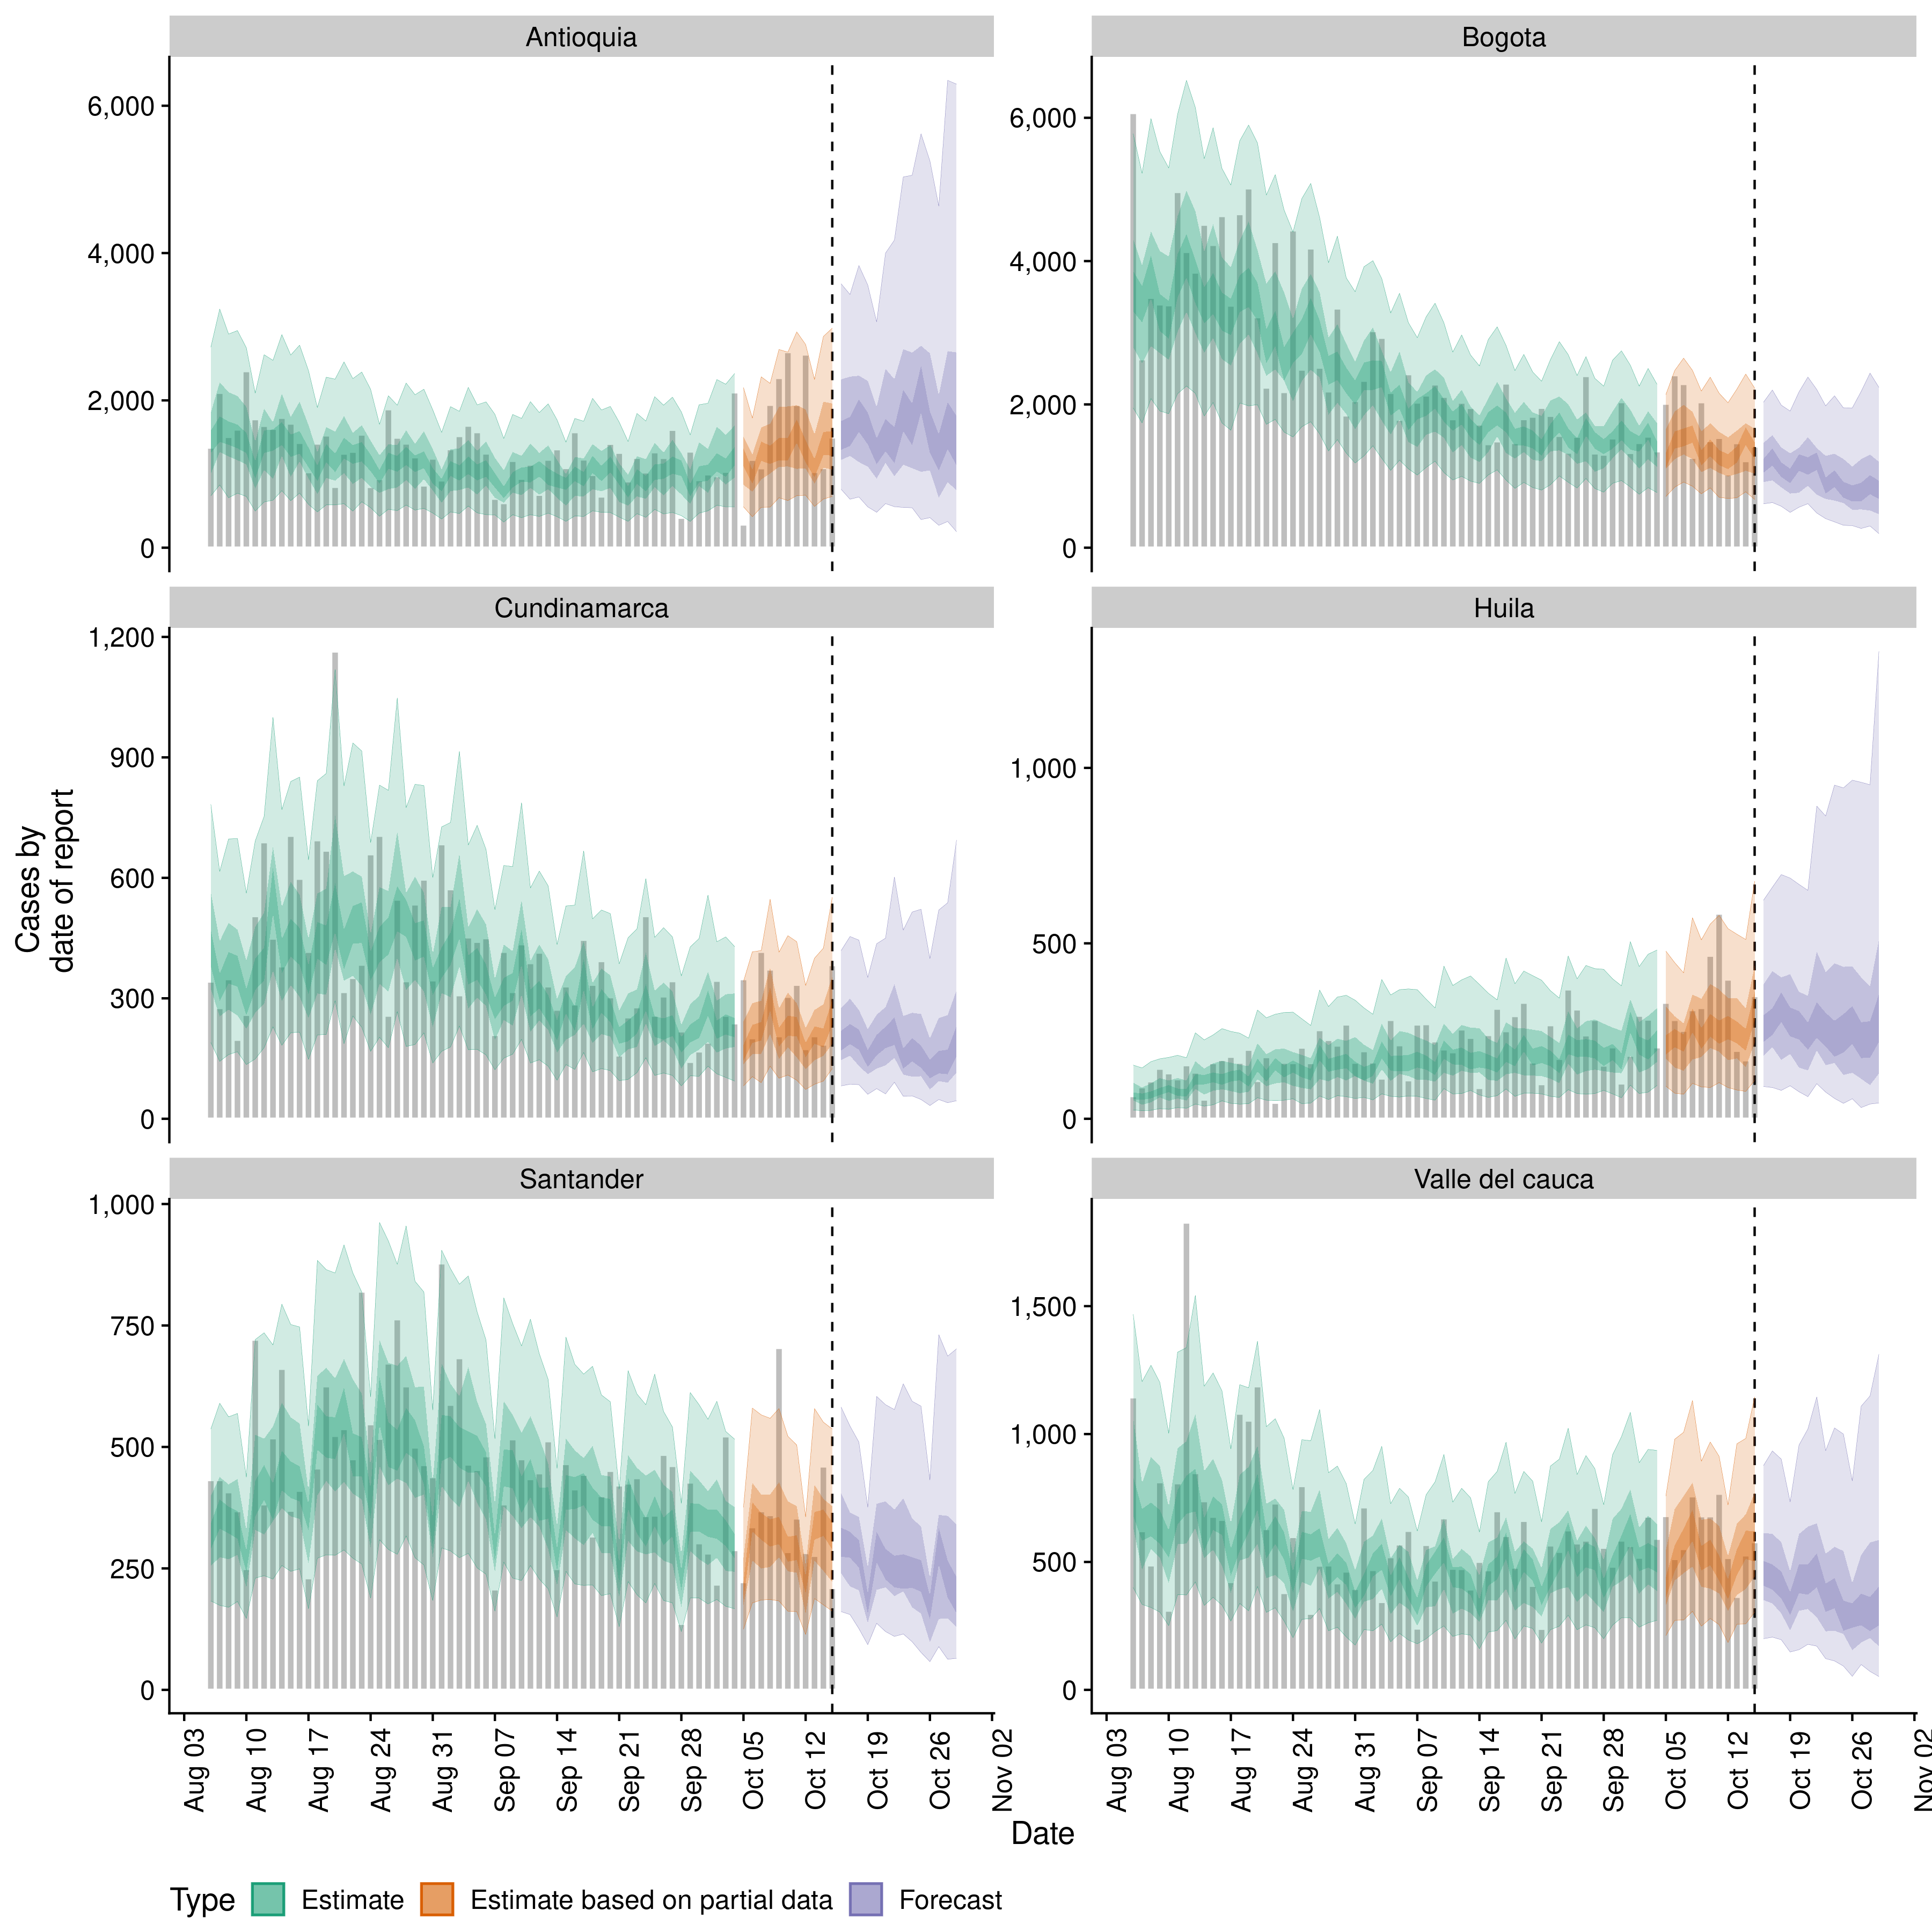 Antioquia
Bogota
6,000
4,000
2,000
0
6,000
4,000
2,000
0
Cundinamarca
Huila
1,200
900
600
300
0
1,000
500
0
Santander
Valle del cauca
1,000
750
500
250
0
1,500
1,000
500
0
Cases by
date of report
Aug 03
Aug 10
Aug 17
Aug 24
Aug 31
Sep 07
Sep 14
Sep 21
Sep 28
Oct 05
Oct 12
Oct 19
Oct 26
Nov 02
Aug 03
Aug 10
Aug 17
Aug 24
Aug 31
Sep 07
Sep 14
Sep 21
Sep 28
Oct 05
Oct 12
Oct 19
Oct 26
Nov 02
Date
Type Estimate Estimate based on partial data Forecast